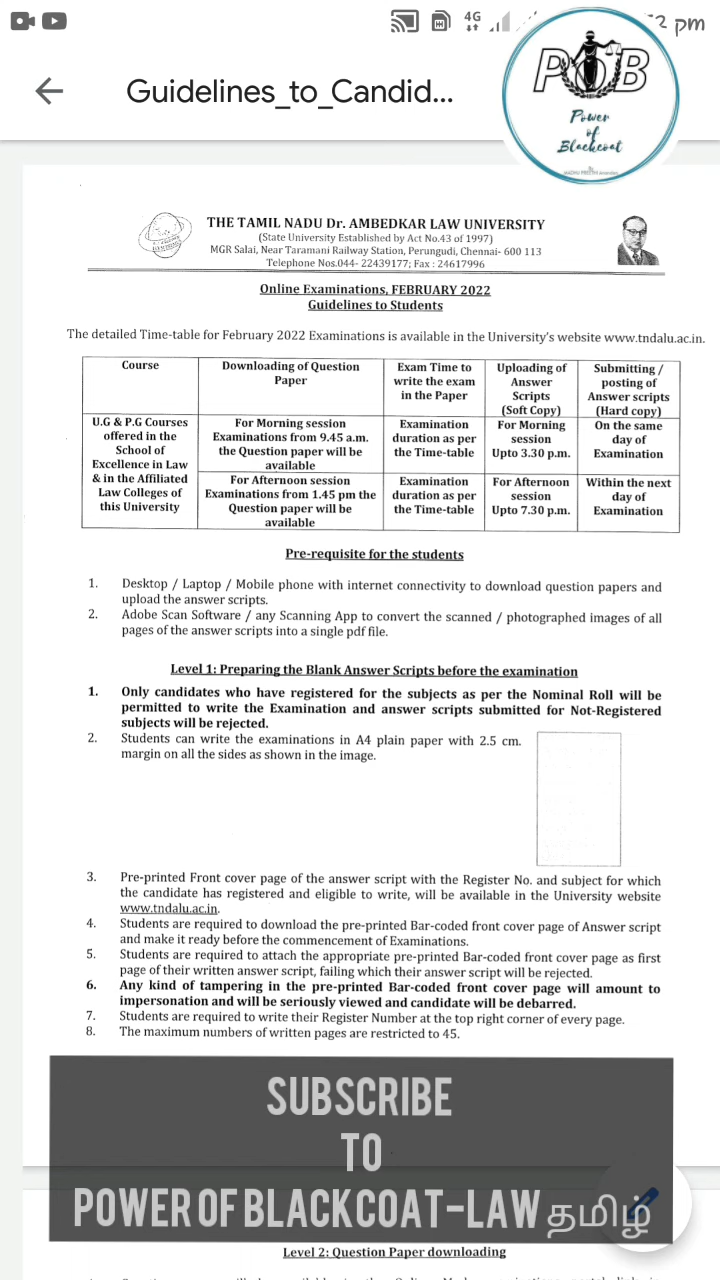 4G
2 pm
Guidelines_to_Candid...
POB
Power
of
Blackcoat
THE TAMIL NADU Dr. AMBEDKAR LAW UNIVERSITY
(State University Established by Act No.43 of 1997)
MGR Salai, Near Taramani Railway Station, Perungudi, Chennai- 600 113
Telephone Nos.044- 22439177; Fax : 24617996
Online Examinations, FEBRUARY 2022
Guidelines to Students
The detailed Time-table for February 2022 Examinations is available in the University's website www.tndalu.ac.in.
Course Downloading of Question Exam Time to Uploading of Submitting /
Paper write the exam Answer posting of
in the Paper Scripts Answer scripts
(Soft Copy) (Hard copy)
U.G & P.G Courses For Morning session Examination For Morning On the same
offered in the Examinations from 9.45 a.m. duration as per session day of
School of the Question paper will be the Time-table Upto 3.30 p.m. Examination
Excellence in Law available
& in the Affiliated For Afternoon session Examination For Afternoon Within the next
Law Colleges of Examinations from 1.45 pm the duration as per session day of
this University Question paper will be the Time-table Upto 7.30 p.m. Examination
available
Pre-requisite for the students
1. Desktop / Laptop / Mobile phone with internet connectivity to download question papers and
upload the answer scripts.
2. Adobe Scan Software / any Scanning App to convert the scanned / photographed images of all
pages of the answer scripts into a single pdf file.
Level 1: Preparing the Blank Answer Scripts before the examination
1. Only candidates who have registered for the subjects as per the Nominal Roll will be
permitted to write the Examination and answer scripts submitted for Not-Registered
subjects will be rejected.
2. Students can write the examinations in A4 plain paper with 2.5 cm.
margin on all the sides as shown in the image.
3. Pre-printed Front cover page of the answer script with the Register No. and subject for which
the candidate has registered and eligible to write, will be available in the University website
www.tndalu.ac.in.
4. Students are required to download the pre-printed Bar-coded front cover page of Answer script
and make it ready before the commencement of Examinations.
5. Students are required to attach the appropriate pre-printed Bar-coded front cover page as first
page of their written answer script, failing which their answer script will be rejected.
6. Any kind of tampering in the pre-printed Bar-coded front cover page will amount to
impersonation and will be seriously viewed and candidate will be debarred.
7. Students are required to write their Register Number at the top right corner of every page.
8. The maximum numbers of written pages are restricted to 45.
SUBSCRIBE
TO
POWER OF BLACKCOAT-LAW தமிழ்
Level 2: Question Paper downloading